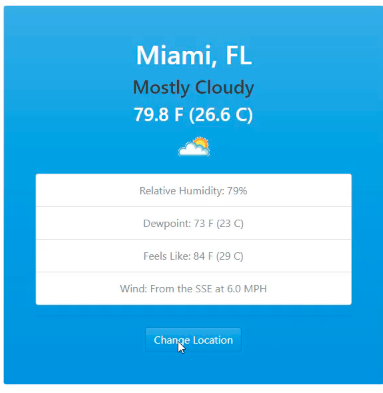 Miami, FL
Mostly Cloudy
79.8 F (26.6 C)
Relative Humidity: 79%
Dewpoint: 73 F (23 C)
Feels Like: 84 F (29 C)
Wind: From the SSE at 6.0 MPH
Change Location